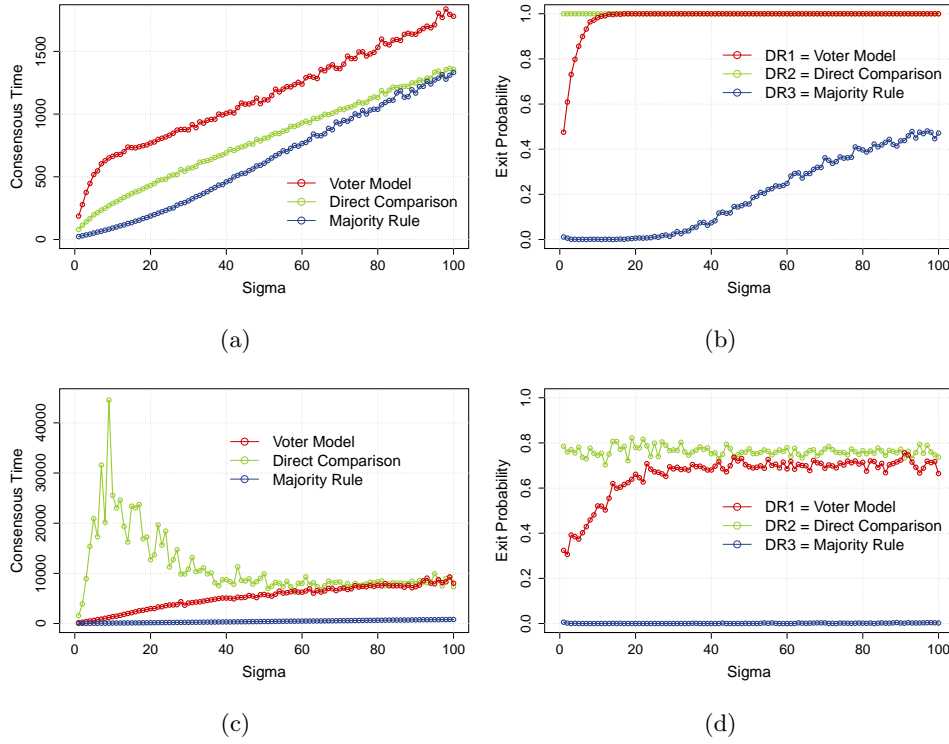 Consensous Time
0
500
1000
1500
0 20 40 60 80 100
Sigma
Voter Model
Direct Comparison
Majority Rule
(a)
Exit Probability
0.0
0.2
0.4
0.6
0.8
1.0
0 20 40 60 80 100
Sigma
DR1 = Voter Model
DR2 = Direct Comparison
DR3 = Majority Rule
(b)
Consensous Time
0
10000
20000
30000
40000
0 20 40 60 80 100
Sigma
Voter Model
Direct Comparison
Majority Rule
(c)
Exit Probability
0.0
0.2
0.4
0.6
0.8
1.0
0 20 40 60 80 100
Sigma
DR1 = Voter Model
DR2 = Direct Comparison
DR3 = Majority Rule
(d)